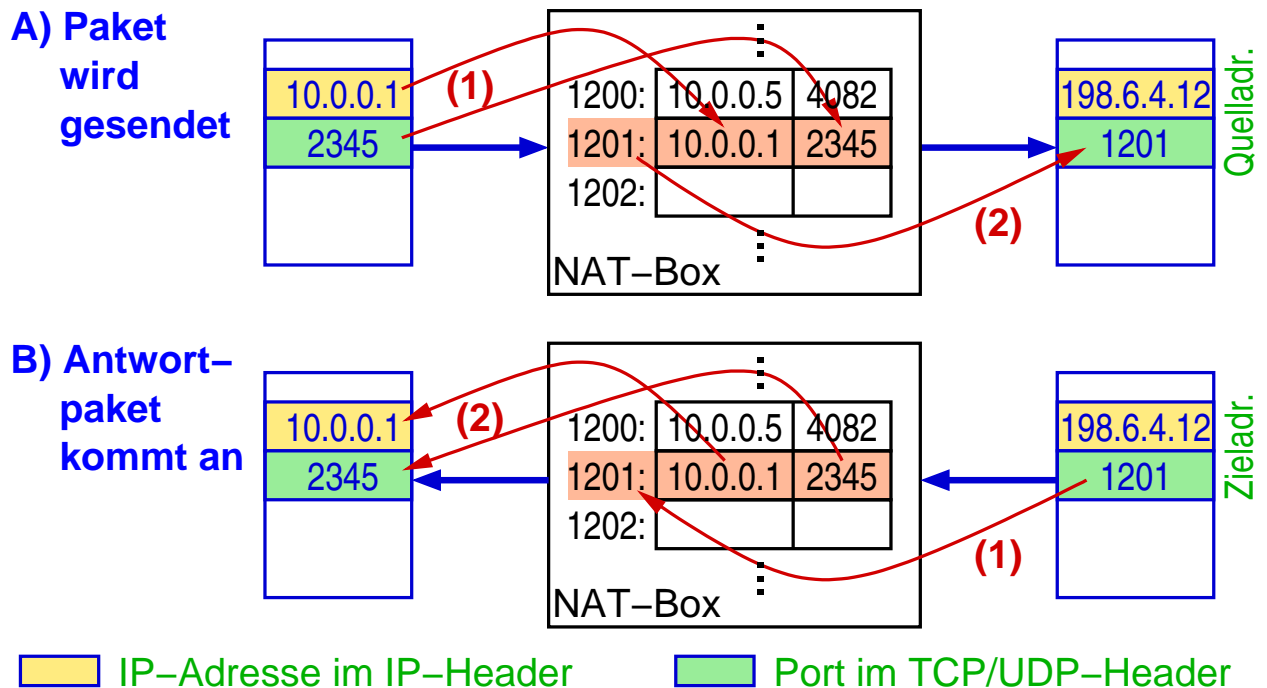 A) Paket
wird
gesendet
10.0.0.1
2345
(1)
1200: 10.0.0.5 4082
1201: 10.0.0.1 2345
1202:
NAT–Box
(2)
198.6.4.12
1201
Quelladr.
B) Antwort–
paket
kommt an
10.0.0.1
2345
(2)
1200: 10.0.0.5 4082
1201: 10.0.0.1 2345
1202:
NAT–Box
(1)
198.6.4.12
1201
Zieladr.
IP–Adresse im IP–Header
Port im TCP/UDP–Header